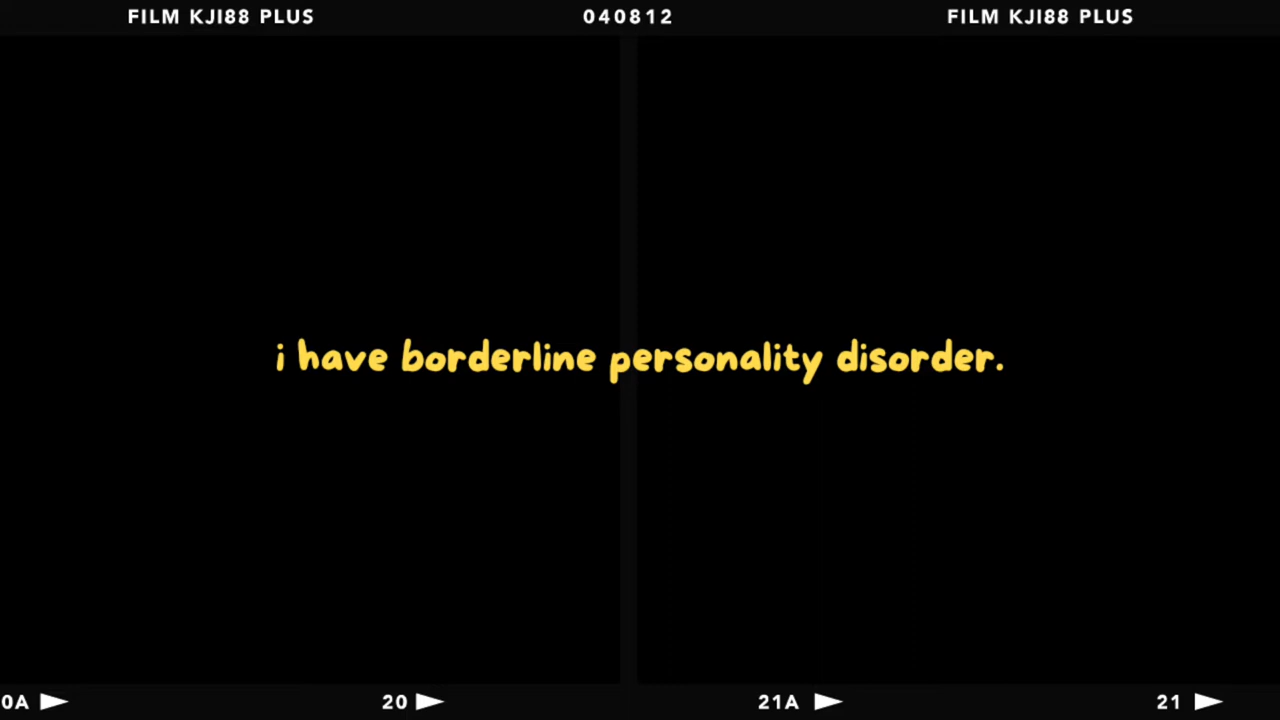 FILM KJI88 PLUS 040812 FILM KJI88 PLUS
i have borderline personality disorder.
0A 20 21A 21